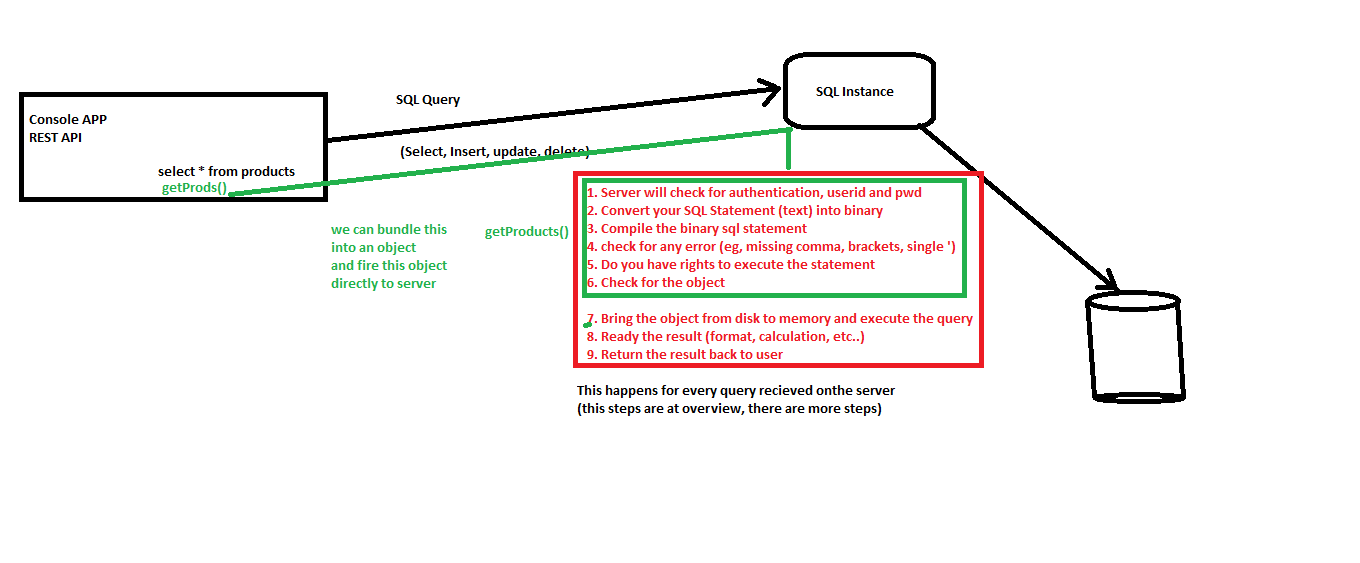 SQL Instance
SQL Query
Console APP
REST API
(Select, Insert, update, delete)
select * from products
getProds()
1. Server will check for authentication, userid and pwd
2. Convert your SQL Statement (text) into binary
3. Compile the binary sql statement
4. check for any error (eg, missing comma, brackets, single ')
5. Do you have rights to execute the statement
6. Check for the object
we can bundle this
into an object
and fire this object
directly to server
getProducts()
7. Bring the object from disk to memory and execute the query
8. Ready the result (format, calculation, etc..)
9. Return the result back to user
This happens for every query recieved onthe server
(this steps are at overview, there are more steps)